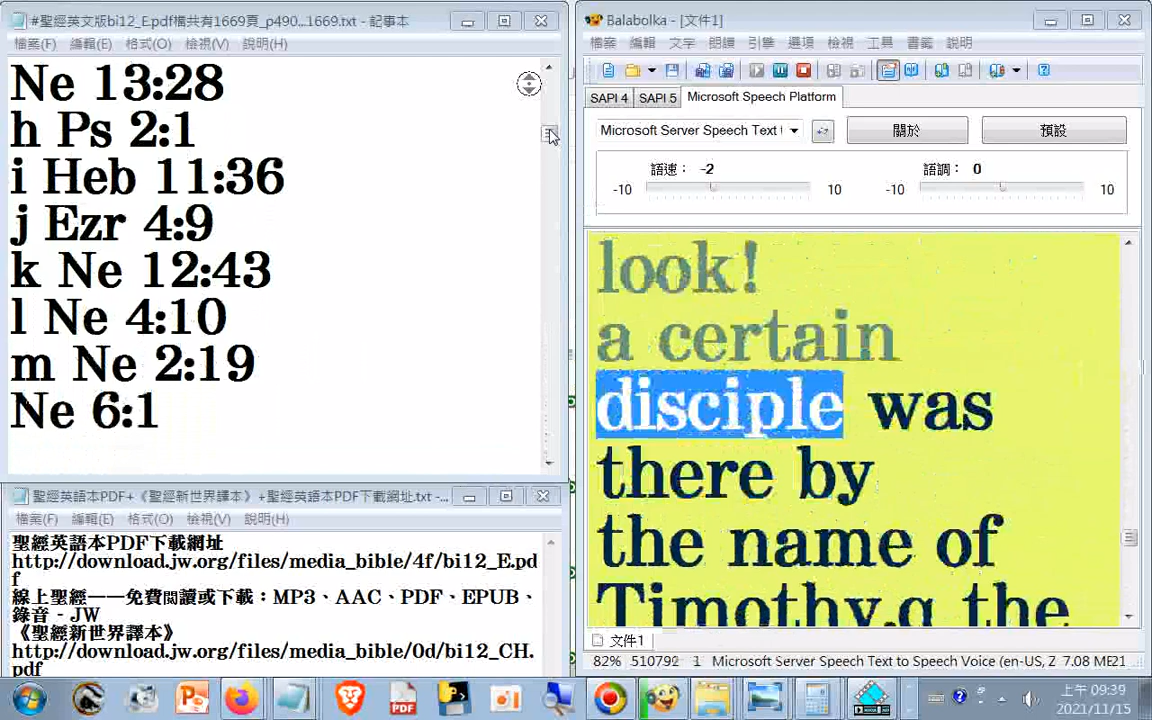 #聖經英文版bi12_E.pdf檔共有1669頁_p490...1669.txt - 記事本
檔案(F) 編輯(E) 格式(O) 檢視(V) 說明(H)
Ne 13:28
h Ps 2:1
i Heb 11:36
j Ezr 4:9
k Ne 12:43
l Ne 4:10
m Ne 2:19
Ne 6:1
聖經英語本PDF+《聖經新世界譯本》+聖經英語本PDF下載網址.txt -...
檔案(F) 編輯(E) 格式(O) 檢視(V) 說明(H)
聖經英語本PDF下載網址
http://download.jw.org/files/media_bible/4f/bi12_E.pd
f
線上聖經——免費閱讀或下載：MP3、AAC、PDF、EPUB、
錄音 - JW
《聖經新世界譯本》
http://download.jw.org/files/media_bible/0d/bi12_CH.
pdf
Balabolka - [文件1]
檔案 編輯 文字 朗讀 引擎 選項 檢視 工具 書籤 說明
SAPI 4 SAPI 5 Microsoft Speech Platform
Microsoft Server Speech Text 關於 預設
語速： -2 語調： 0
-10 10 -10 10
look!
a certain
disciple was
there by
the name of
Timothy,q the
文件1
82% 510792 1 Microsoft Server Speech Text to Speech Voice (en-US, Z 7.08 ME21
上午 09:39
2021/11/15